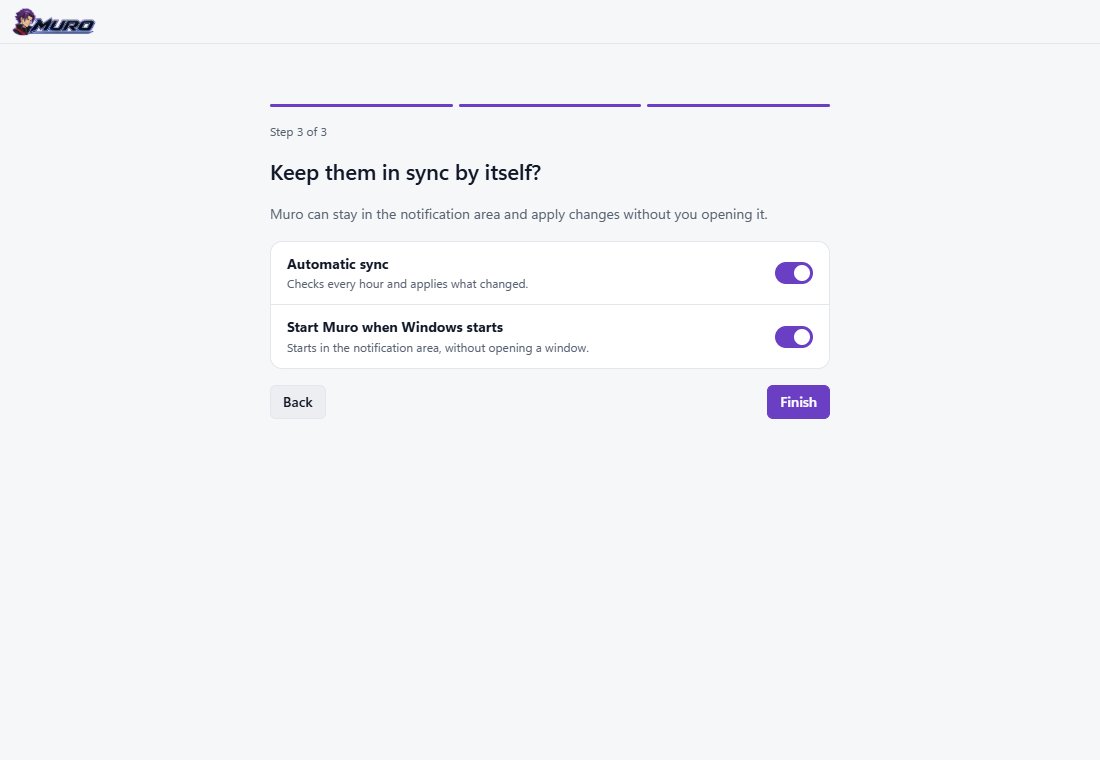 MURO
Step 3 of 3
Keep them in sync by itself?
Muro can stay in the notification area and apply changes without you opening it.
Automatic sync
Checks every hour and applies what changed.
Start Muro when Windows starts
Starts in the notification area, without opening a window.
Back
Finish